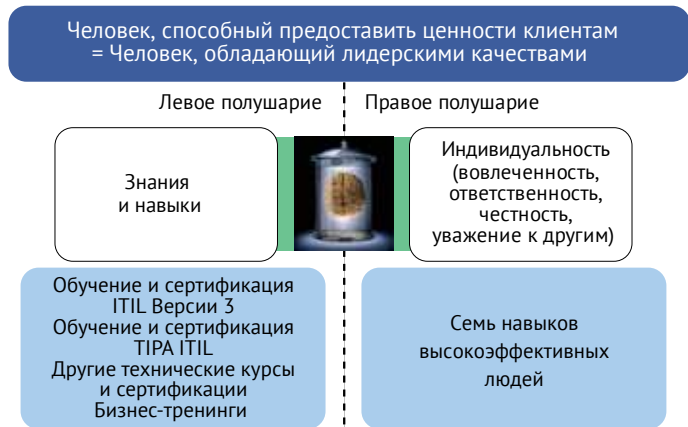 Человек, способный предоставить ценности клиентам
= Человек, обладающий лидерскими качествами
Левое полушарие
Правое полушарие
Знания
и навыки
Индивидуальность
(вовлеченность,
ответственность,
честность,
уважение к другим)
Обучение и сертификация
ITIL Версии 3
Обучение и сертификация
TIPA ITIL
Другие технические курсы
и сертификации
Бизнес-тренинги
Семь навыков
высокоэффективных
людей